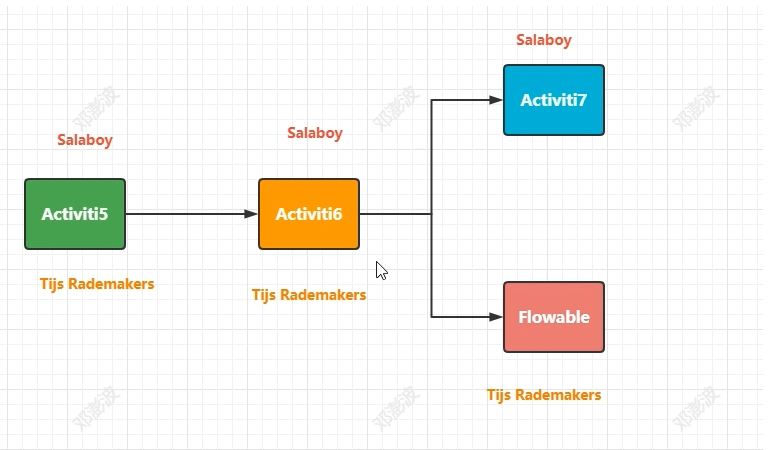 Salaboy
Activiti7
邓澎波
邓澎波
邓澎波
Salaboy
Salaboy
Activiti5
Activiti6
Tijs Rademakers
Tijs Rademakers
Flowable
Tijs Rademakers
邓澎波
邓澎波
邓澎波